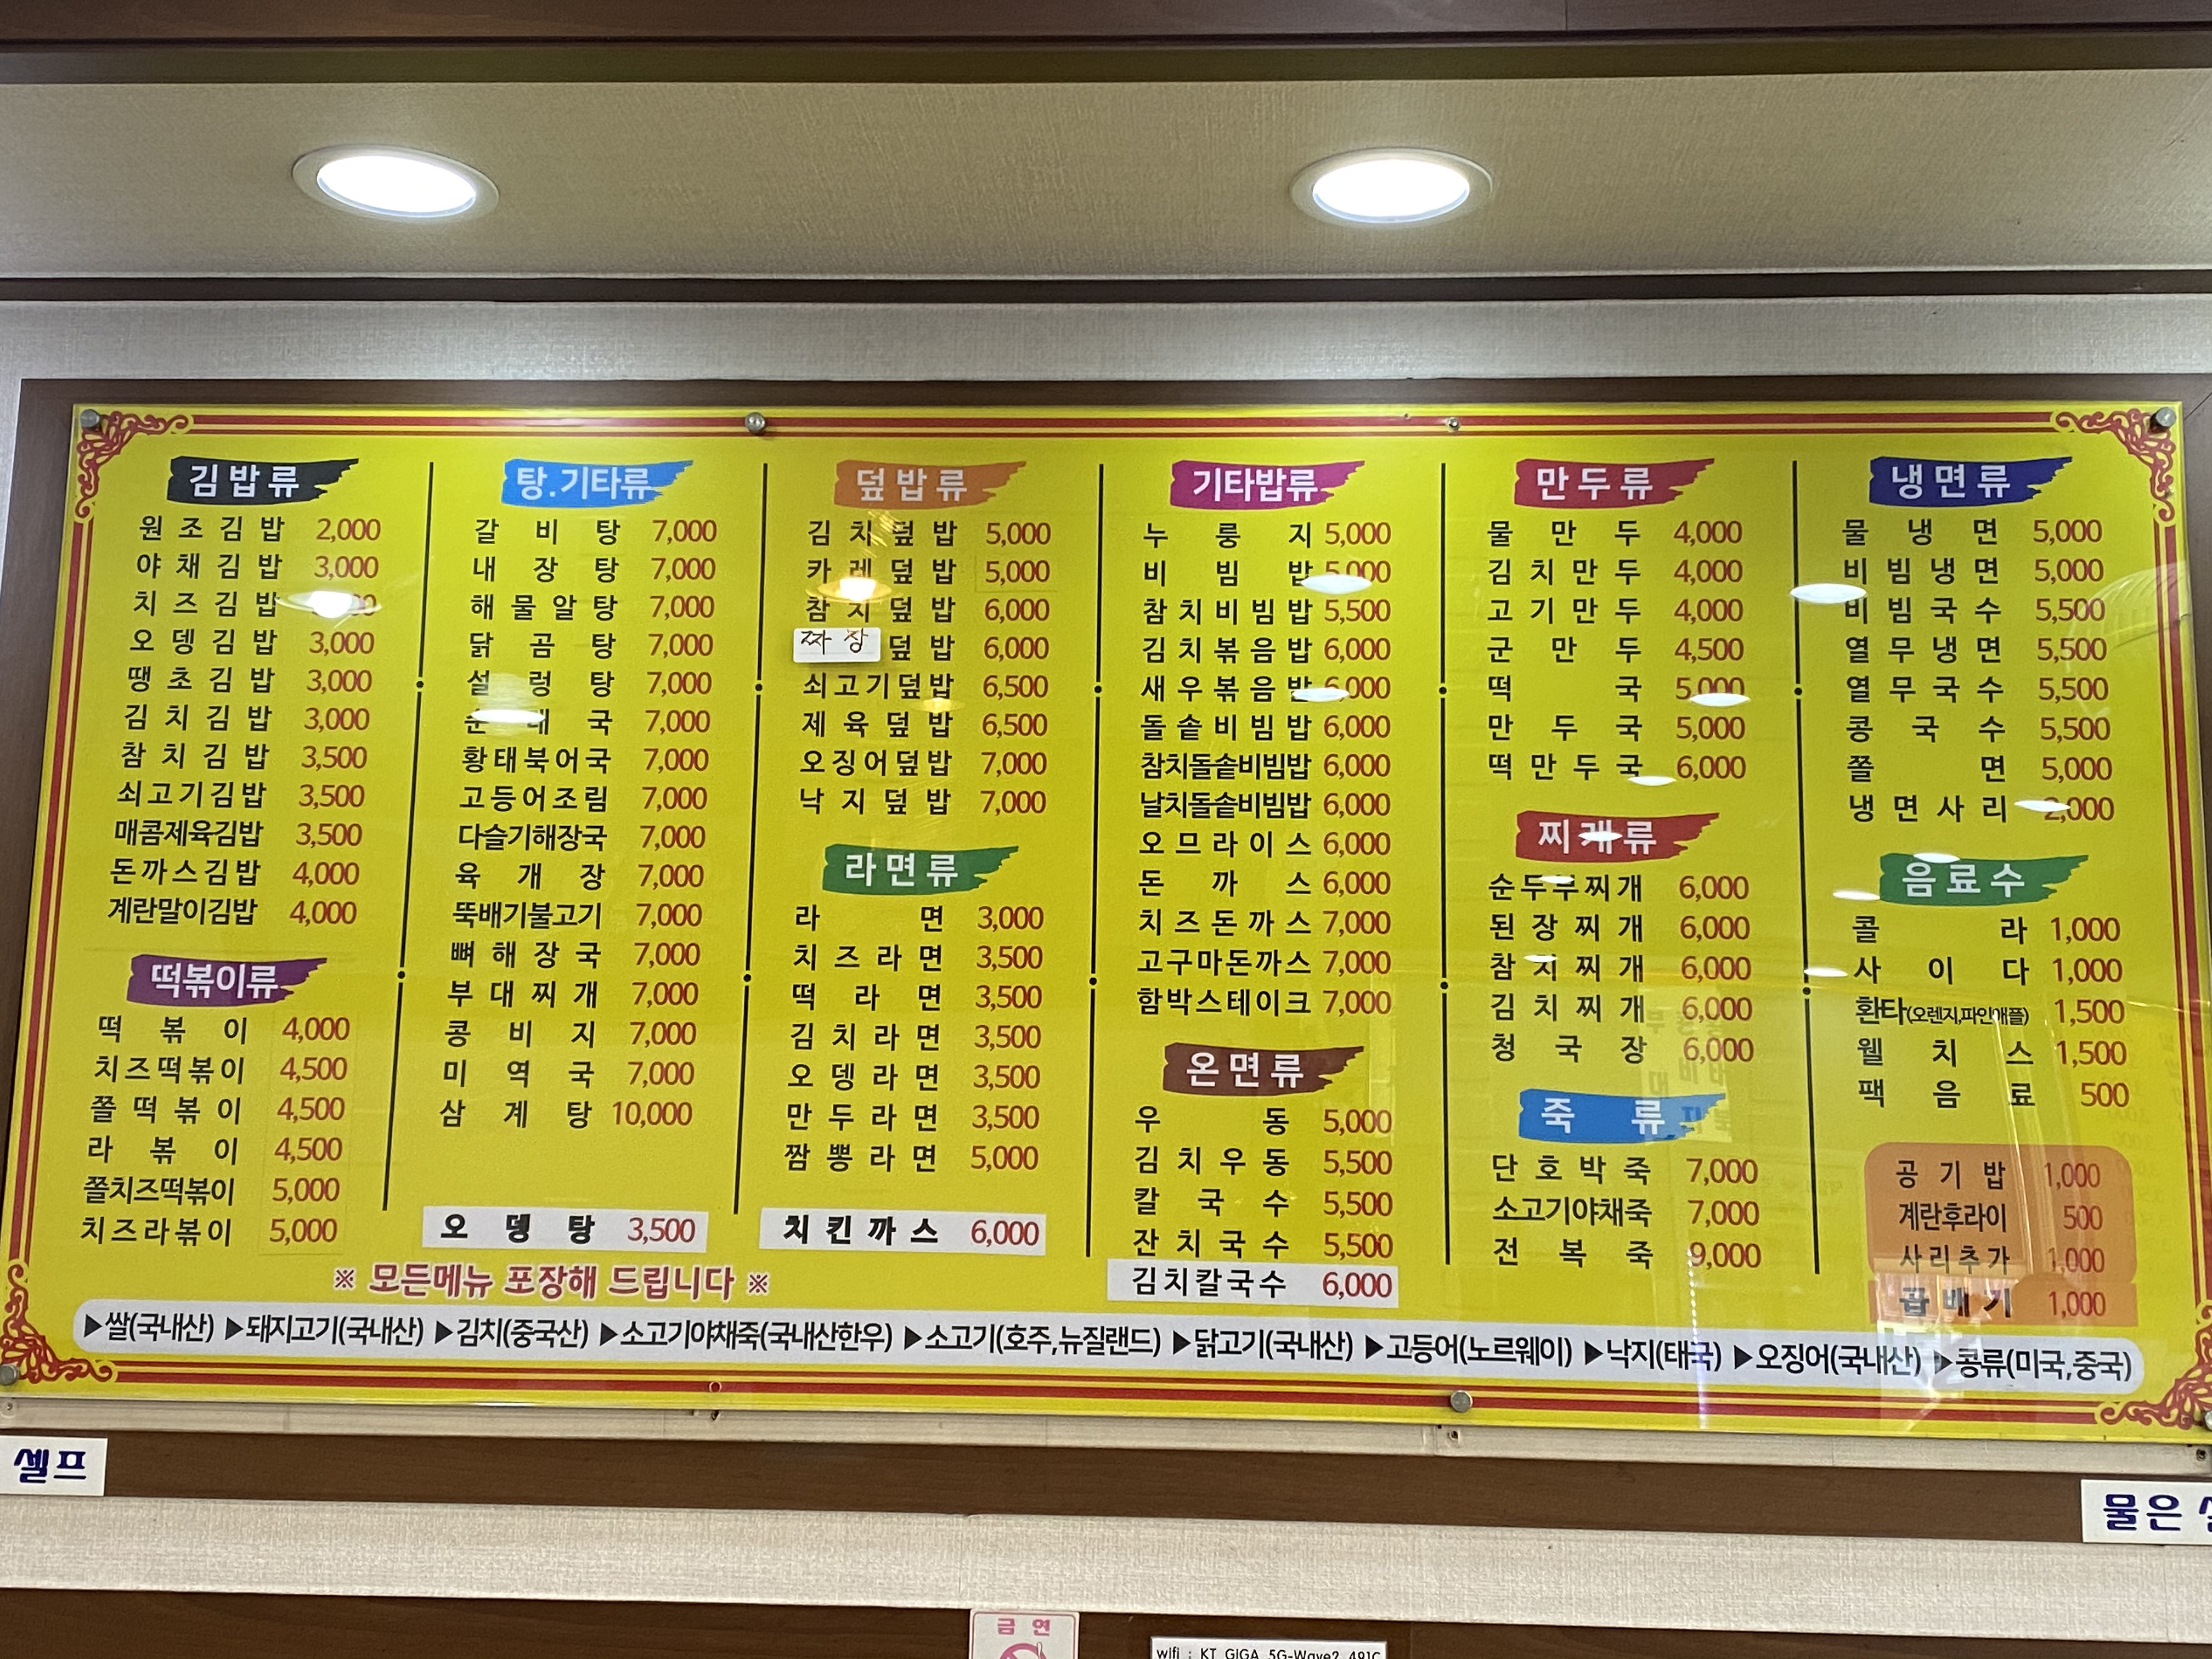 김밥류
원조김밥 2,000
야채김밥 3,000
치즈김밥
오뎅김밥 3,000
땡초김밥 3,000
김치김밥 3,000
참치김밥 3,500
쇠고기김밥 3,500
매콤제육김밥 3,500
돈까스김밥 4,000
계란말이김밥 4,000
떡볶이류
떡볶이 4,000
치즈떡볶이 4,500
쫄떡볶이 4,500
라볶이 4,500
쫄치즈떡볶이 5,000
치즈라볶이 5,000
탕.기타류
갈비탕 7,000
내장탕 7,000
해물알탕 7,000
닭곰탕 7,000
설렁탕 7,000
순대국 7,000
황태북어국 7,000
고등어조림 7,000
다슬기해장국 7,000
육개장 7,000
뚝배기불고기 7,000
뼈해장국 7,000
부대찌개 7,000
콩비지 7,000
미역국 7,000
삼계탕 10,000
오뎅탕 3,500
덮밥류
김치덮밥 5,000
카레덮밥 5,000
참치덮밥 6,000
짜장덮밥 6,000
쇠고기덮밥 6,500
제육덮밥 6,500
오징어덮밥 7,000
낙지덮밥 7,000
라면류
라면 3,000
치즈라면 3,500
떡라면 3,500
김치라면 3,500
오뎅라면 3,500
만두라면 3,500
짬뽕라면 5,000
치킨까스 6,000
기타밥류
누룽지 5,000
비빔밥 5,000
참치비빔밥 5,500
김치볶음밥 6,000
새우볶음밥 6,000
돌솥비빔밥 6,000
참치돌솥비빔밥 6,000
날치돌솥비빔밥 6,000
오므라이스 6,000
돈까스 6,000
치즈돈까스 7,000
고구마돈까스 7,000
함박스테이크 7,000
온면류
우동 5,000
김치우동 5,500
칼국수 5,500
잔치국수 5,500
김치칼국수 6,000
만두류
물만두 4,000
김치만두 4,000
고기만두 4,000
군만두 4,500
떡국 5,000
만두국 5,000
떡만두국 6,000
찌개류
순두부찌개 6,000
된장찌개 6,000
참치찌개 6,000
김치찌개 6,000
청국장 6,000
죽류
단호박죽 7,000
소고기야채죽 7,000
전복죽 9,000
냉면류
물냉면 5,000
비빔냉면 5,000
비빔국수 5,500
열무냉면 5,500
열무국수 5,500
콩국수 5,500
쫄면 5,000
냉면사리 2,000
음료수
콜라 1,000
사이다 1,000
환타(오렌지,파인애플) 1,500
웰치스 1,500
팩음료 500
공기밥 1,000
계란후라이 500
사리추가 1,000
곱배기 1,000
※ 모든메뉴 포장해 드립니다 ※
▶쌀(국내산) ▶돼지고기(국내산) ▶김치(중국산) ▶소고기야채죽(국내산한우) ▶소고기(호주,뉴질랜드) ▶닭고기(국내산) ▶고등어(노르웨이) ▶낙지(태국) ▶오징어(국내산) ▶콩류(미국,중국)
셀프
물은
금연
wifi : KT_GIGA_5G-Wave2_491C